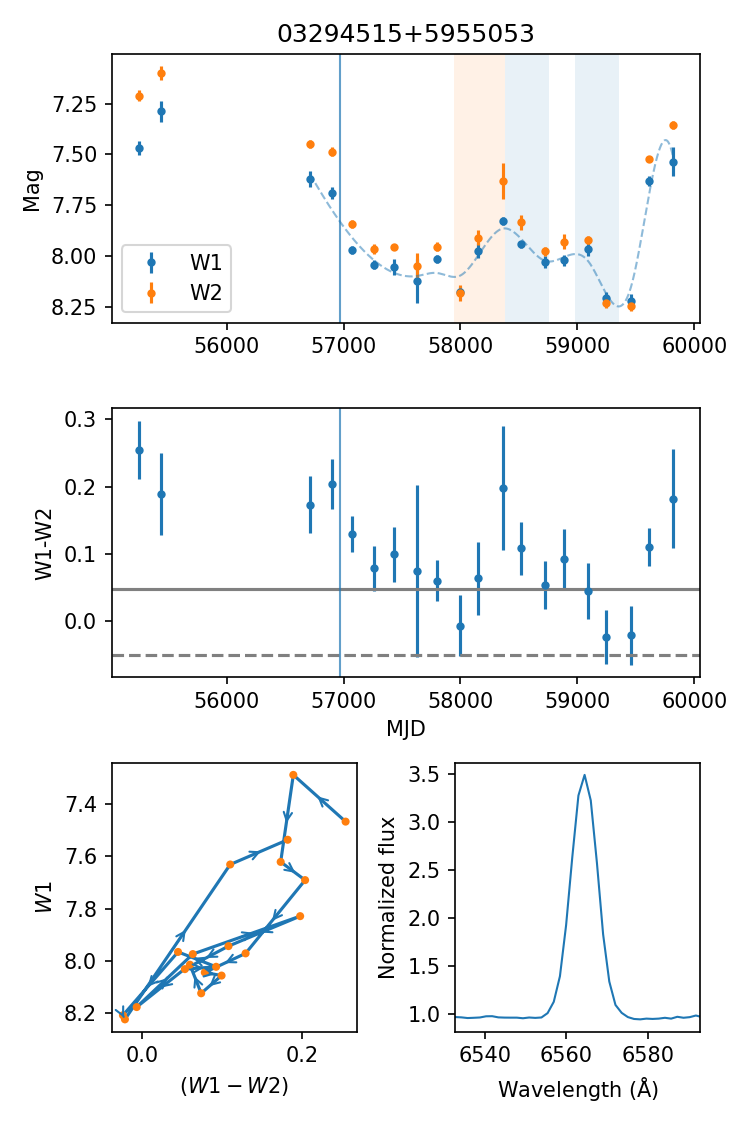 03294515+5955053
Mag
7.25
7.50
7.75
8.00
8.25
W1
W2
56000 57000 58000 59000 60000
W1-W2
0.3
0.2
0.1
0.0
56000 57000 58000 59000 60000
MJD
W1
7.4
7.6
7.8
8.0
8.2
0.0 0.2
(W1 − W2)
Normalized flux
3.5
3.0
2.5
2.0
1.5
1.0
6540 6560 6580
Wavelength (Å)